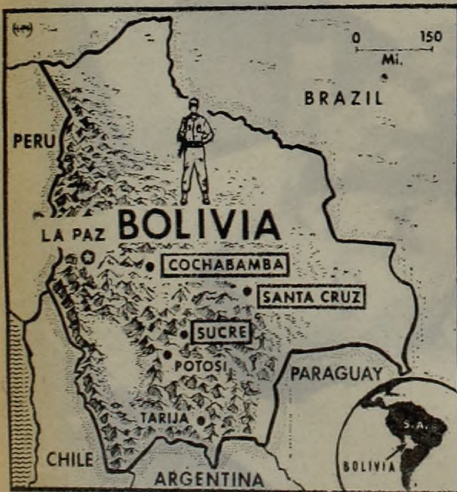 0 150
Mi.
BRAZIL
PERU
LA PAZ
BOLIVIA
COCHABAMBA
SANTA CRUZ
SUCRE
POTOSI
PARAGUAY
TARIJA
S.A.
BOLIVIA
CHILE
ARGENTINA